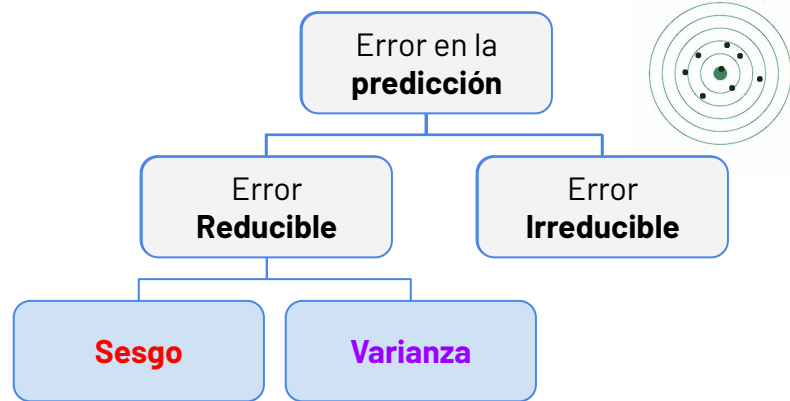 Error en la
predicción
Error
Reducible
Error
Irreducible
Sesgo
Varianza